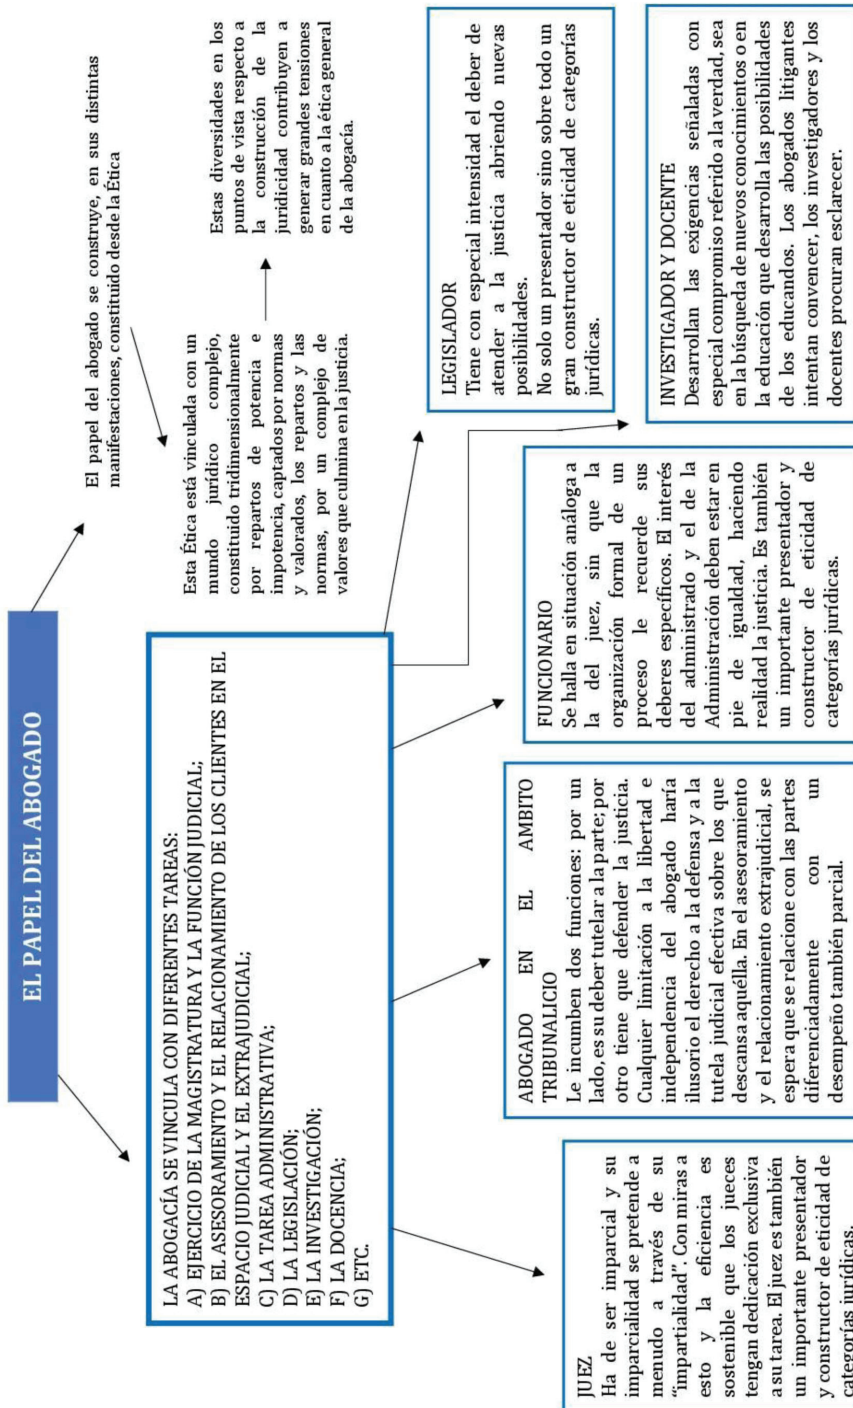 EL PAPEL DEL ABOGADO
El papel del abogado se construye, en sus distintas
manifestaciones, constituido desde la Ética
Esta Ética está vinculada con un
mundo jurídico complejo,
constituido tridimensionalmente
por repartos de potencia e
impotencia, captados por normas
y valorados, los repartos y las
normas, por un complejo de
valores que culmina en la justicia.
Estas diversidades en los
puntos de vista respecto a
la construcción de la
juridicidad contribuyen a
generar grandes tensiones
en cuanto a la ética general
de la abogacía.
LA ABOGACÍA SE VINCULA CON DIFERENTES TAREAS:
A) EJERCICIO DE LA MAGISTRATURA Y LA FUNCIÓN JUDICIAL;
B) EL ASESORAMIENTO Y EL RELACIONAMIENTO DE LOS CLIENTES EN EL
ESPACIO JUDICIAL Y EL EXTRAJUDICIAL;
C) LA TAREA ADMINISTRATIVA;
D) LA LEGISLACIÓN;
E) LA INVESTIGACIÓN;
F) LA DOCENCIA;
G) ETC.
JUEZ
Ha de ser imparcial y su
imparcialidad se pretende a
menudo a través de su
“impartialidad”. Con miras a
esto y la eficiencia es
sostenible que los jueces
tengan dedicación exclusiva
a su tarea. El juez es también
un importante presentador
y constructor de eticidad de
categorías jurídicas.
ABOGADO EN EL AMBITO
TRIBUNALICIO
Le incumben dos funciones: por un
lado, es su deber tutelar a la parte; por
otro tiene que defender la justicia.
Cualquier limitación a la libertad e
independencia del abogado haría
ilusorio el derecho a la defensa y a la
tutela judicial efectiva sobre los que
descansa aquélla. En el asesoramiento
y el relacionamiento extrajudicial, se
espera que se relacione con las partes
diferenciadamente con un
desempeño también parcial.
FUNCIONARIO
Se halla en situación análoga a
la del juez, sin que la
organización formal de un
proceso le recuerde sus
deberes específicos. El interés
del administrado y el de la
Administración deben estar en
pie de igualdad, haciendo
realidad la justicia. Es también
un importante presentador y
constructor de eticidad de
categorías jurídicas.
LEGISLADOR
Tiene con especial intensidad el deber de
atender a la justicia abriendo nuevas
posibilidades.
No solo un presentador sino sobre todo un
gran constructor de eticidad de categorías
jurídicas.
INVESTIGADOR Y DOCENTE
Desarrollan las exigencias señaladas con
especial compromiso referido a la verdad, sea
en la búsqueda de nuevos conocimientos o en
la educación que desarrolla las posibilidades
de los educandos. Los abogados litigantes
intentan convencer, los investigadores y los
docentes procuran esclarecer.